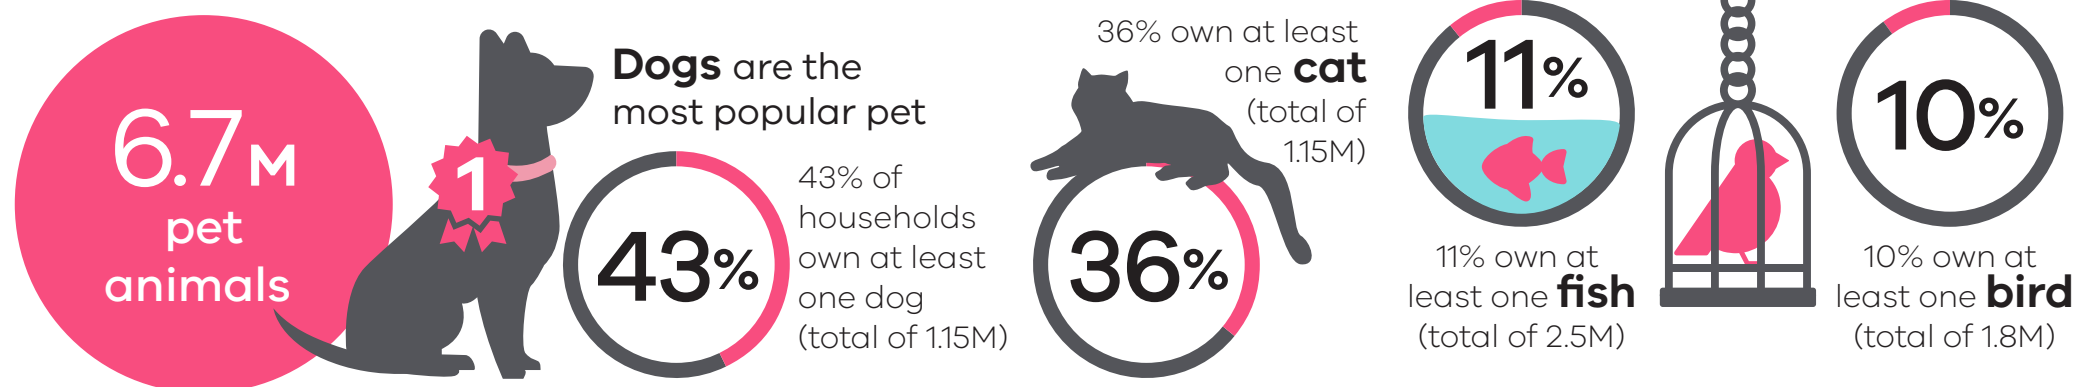 6.7M
pet
animals
1
Dogs are the
most popular pet
43%
43% of
households
own at least
one dog
(total of 1.15M)
36% own at least
one cat
(total of
1.15M)
36%
11%
11% own at
least one fish
(total of 2.5M)
10%
10% own at
least one bird
(total of 1.8M)